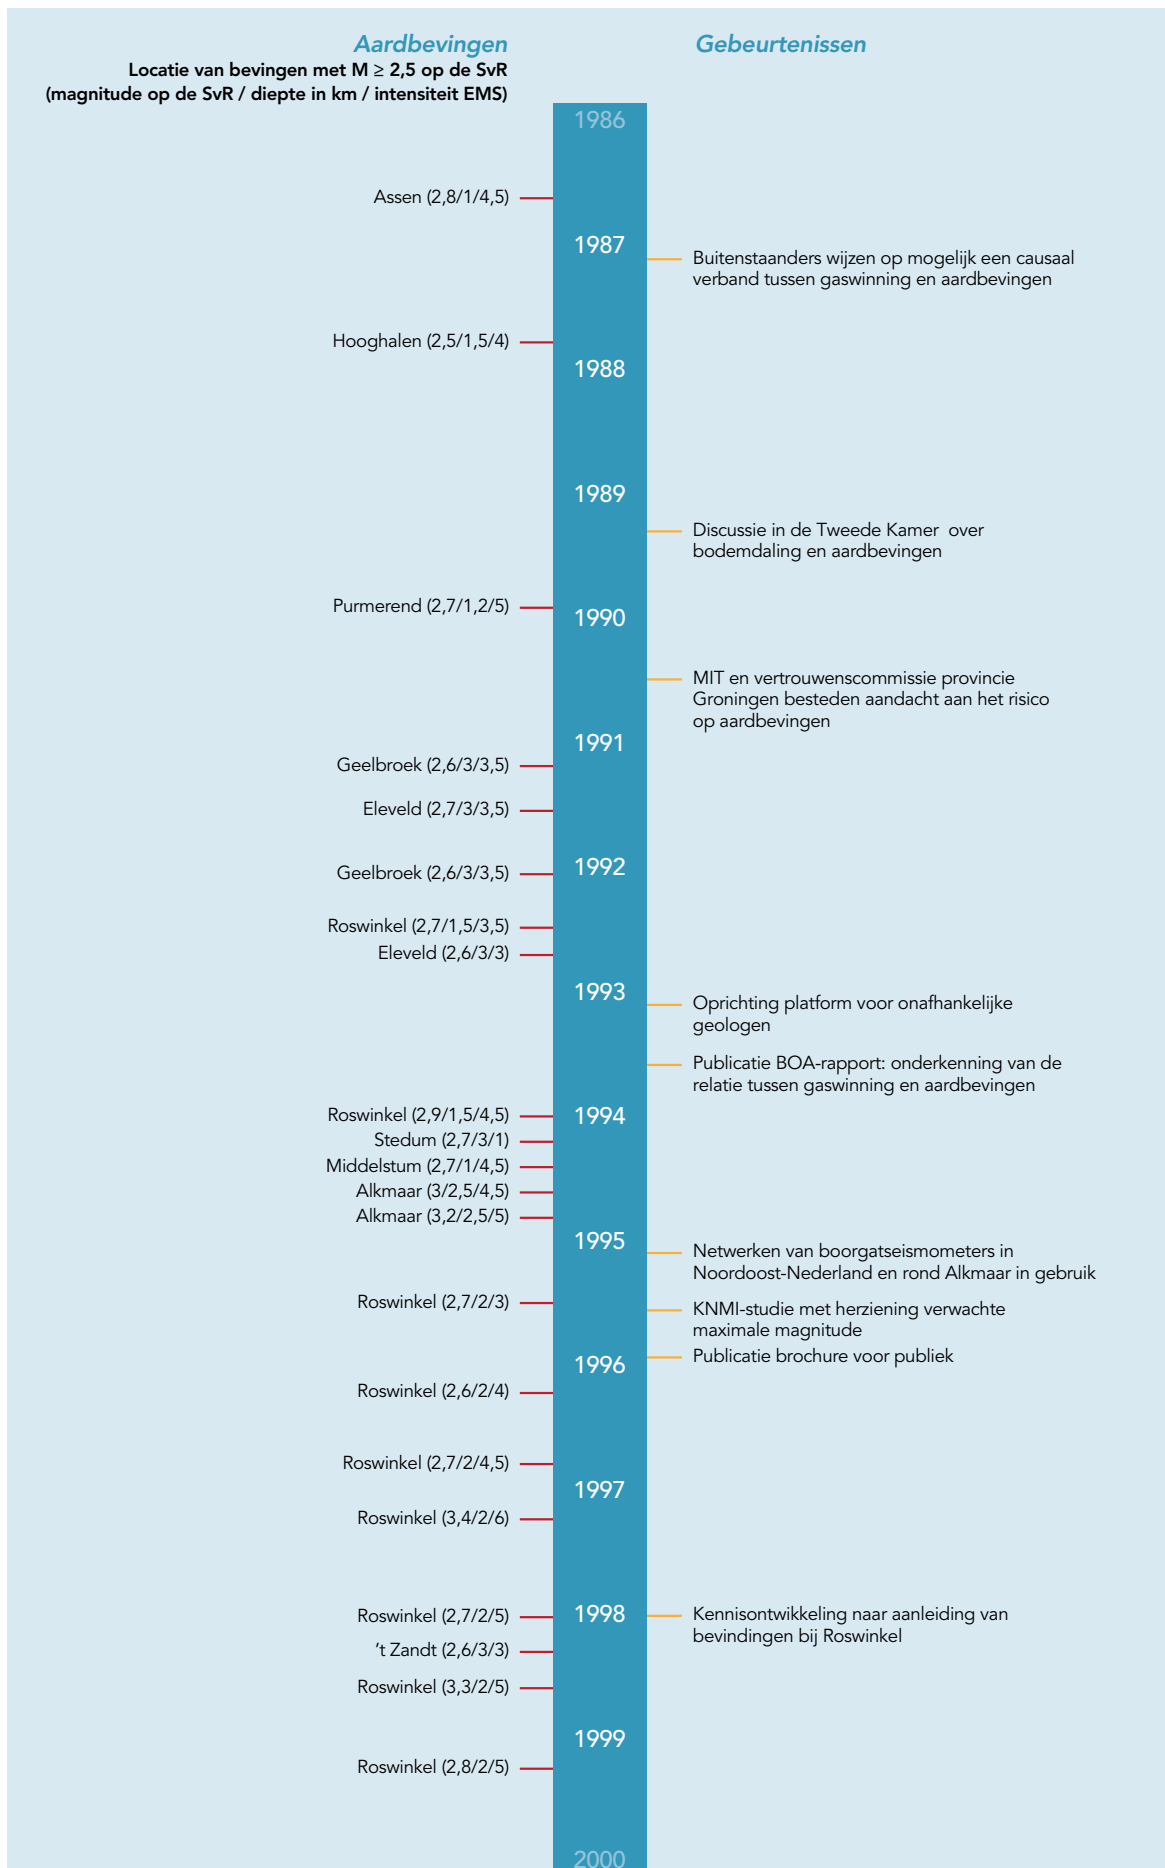 Aardbevingen
Locatie van bevingen met M ≥ 2,5 op de SvR
(magnitude op de SvR / diepte in km / intensiteit EMS)
Gebeurtenissen
1986
Assen (2,8/1/4,5)
1987
Buitenstaanders wijzen op mogelijk een causaal
verband tussen gaswinning en aardbevingen
Hooghalen (2,5/1,5/4)
1988
1989
Discussie in de Tweede Kamer over
bodemdaling en aardbevingen
Purmerend (2,7/1,2/5)
1990
MIT en vertrouwenscommissie provincie
Groningen besteden aandacht aan het risico
op aardbevingen
1991
Geelbroek (2,6/3/3,5)
Eleveld (2,7/3/3,5)
1992
Geelbroek (2,6/3/3,5)
Roswinkel (2,7/1,5/3,5)
Eleveld (2,6/3/3)
1993
Oprichting platform voor onafhankelijke
geologen
Publicatie BOA-rapport: onderkenning van de
relatie tussen gaswinning en aardbevingen
Roswinkel (2,9/1,5/4,5)
1994
Stedum (2,7/3/1)
Middelstum (2,7/1/4,5)
Alkmaar (3/2,5/4,5)
Alkmaar (3,2/2,5/5)
1995
Netwerken van boorgatseismometers in
Noordoost-Nederland en rond Alkmaar in gebruik
Roswinkel (2,7/2/3)
KNMI-studie met herziening verwachte
maximale magnitude
Publicatie brochure voor publiek
1996
Roswinkel (2,6/2/4)
Roswinkel (2,7/2/4,5)
1997
Roswinkel (3,4/2/6)
Roswinkel (2,7/2/5)
1998
Kennisontwikkeling naar aanleiding van
bevindingen bij Roswinkel
't Zandt (2,6/3/3)
Roswinkel (3,3/2/5)
1999
Roswinkel (2,8/2/5)
2000